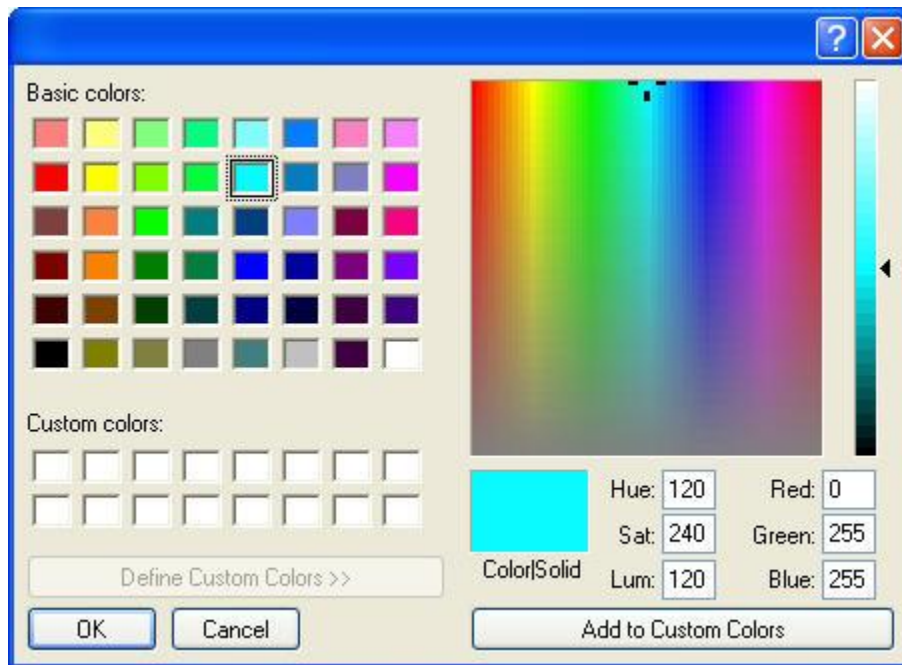 ?
Basic colors:
Custom colors:
Define Custom Colors >>
OK Cancel
Color|Solid
Hue: 120 Red: 0
Sat: 240 Green: 255
Lum: 120 Blue: 255
Add to Custom Colors